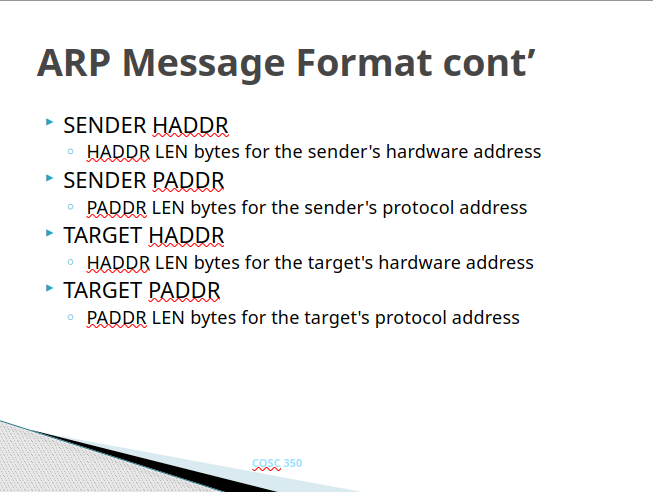 ARP Message Format cont’
SENDER HADDR
HADDR LEN bytes for the sender's hardware address
SENDER PADDR
PADDR LEN bytes for the sender's protocol address
TARGET HADDR
HADDR LEN bytes for the target's hardware address
TARGET PADDR
PADDR LEN bytes for the target's protocol address
COSC 350